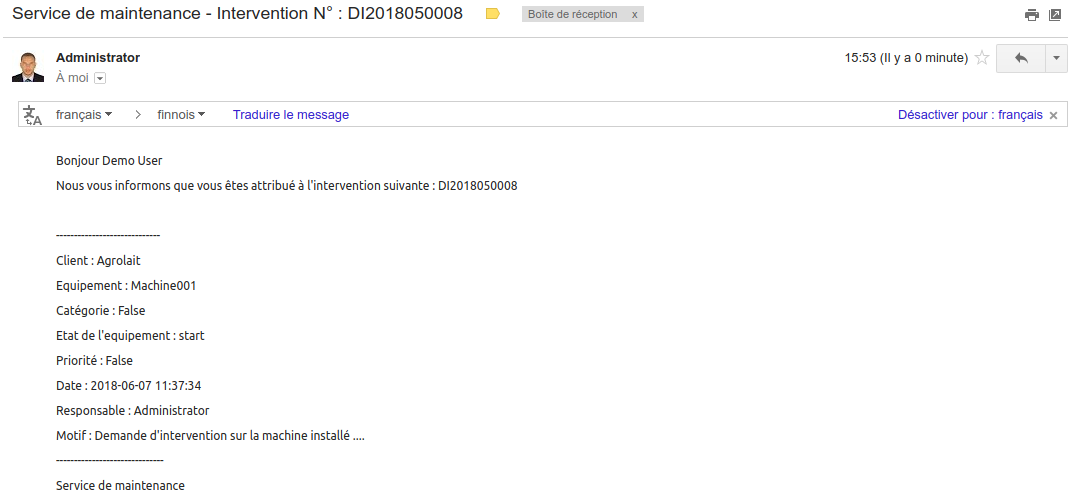 Service de maintenance - Intervention N° : DI2018050008 Boîte de réception x
Administrator 15:53 (Il y a 0 minute)
À moi
français > finnois Traduire le message Désactiver pour : français ×
Bonjour Demo User
Nous vous informons que vous êtes attribué à l'intervention suivante : DI2018050008
-----------------------------
Client : Agrolait
Equipement : Machine001
Catégorie : False
Etat de l'equipement : start
Priorité : False
Date : 2018-06-07 11:37:34
Responsable : Administrator
Motif : Demande d'intervention sur la machine installé ....
------------------------------
Service de maintenance